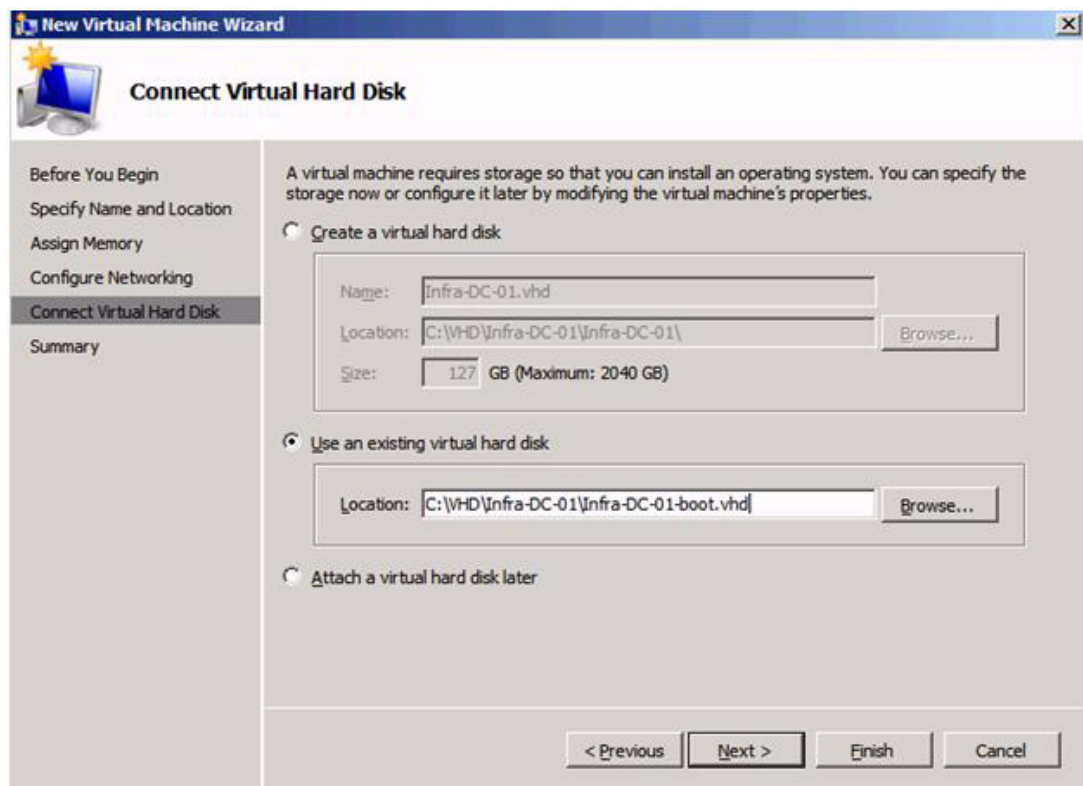 New Virtual Machine Wizard
Connect Virtual Hard Disk
Before You Begin
Specify Name and Location
Assign Memory
Configure Networking
Connect Virtual Hard Disk
Summary
A virtual machine requires storage so that you can install an operating system. You can specify the
storage now or configure it later by modifying the virtual machine's properties.
Create a virtual hard disk
Name: Infra-DC-01.vhd
Location: C:\VHD\Infra-DC-01\Infra-DC-01\ Browse...
Size: 127 GB (Maximum: 2040 GB)
Use an existing virtual hard disk
Location: C:\VHD\Infra-DC-01\Infra-DC-01-boot.vhd Browse...
Attach a virtual hard disk later
< Previous Next > Finish Cancel